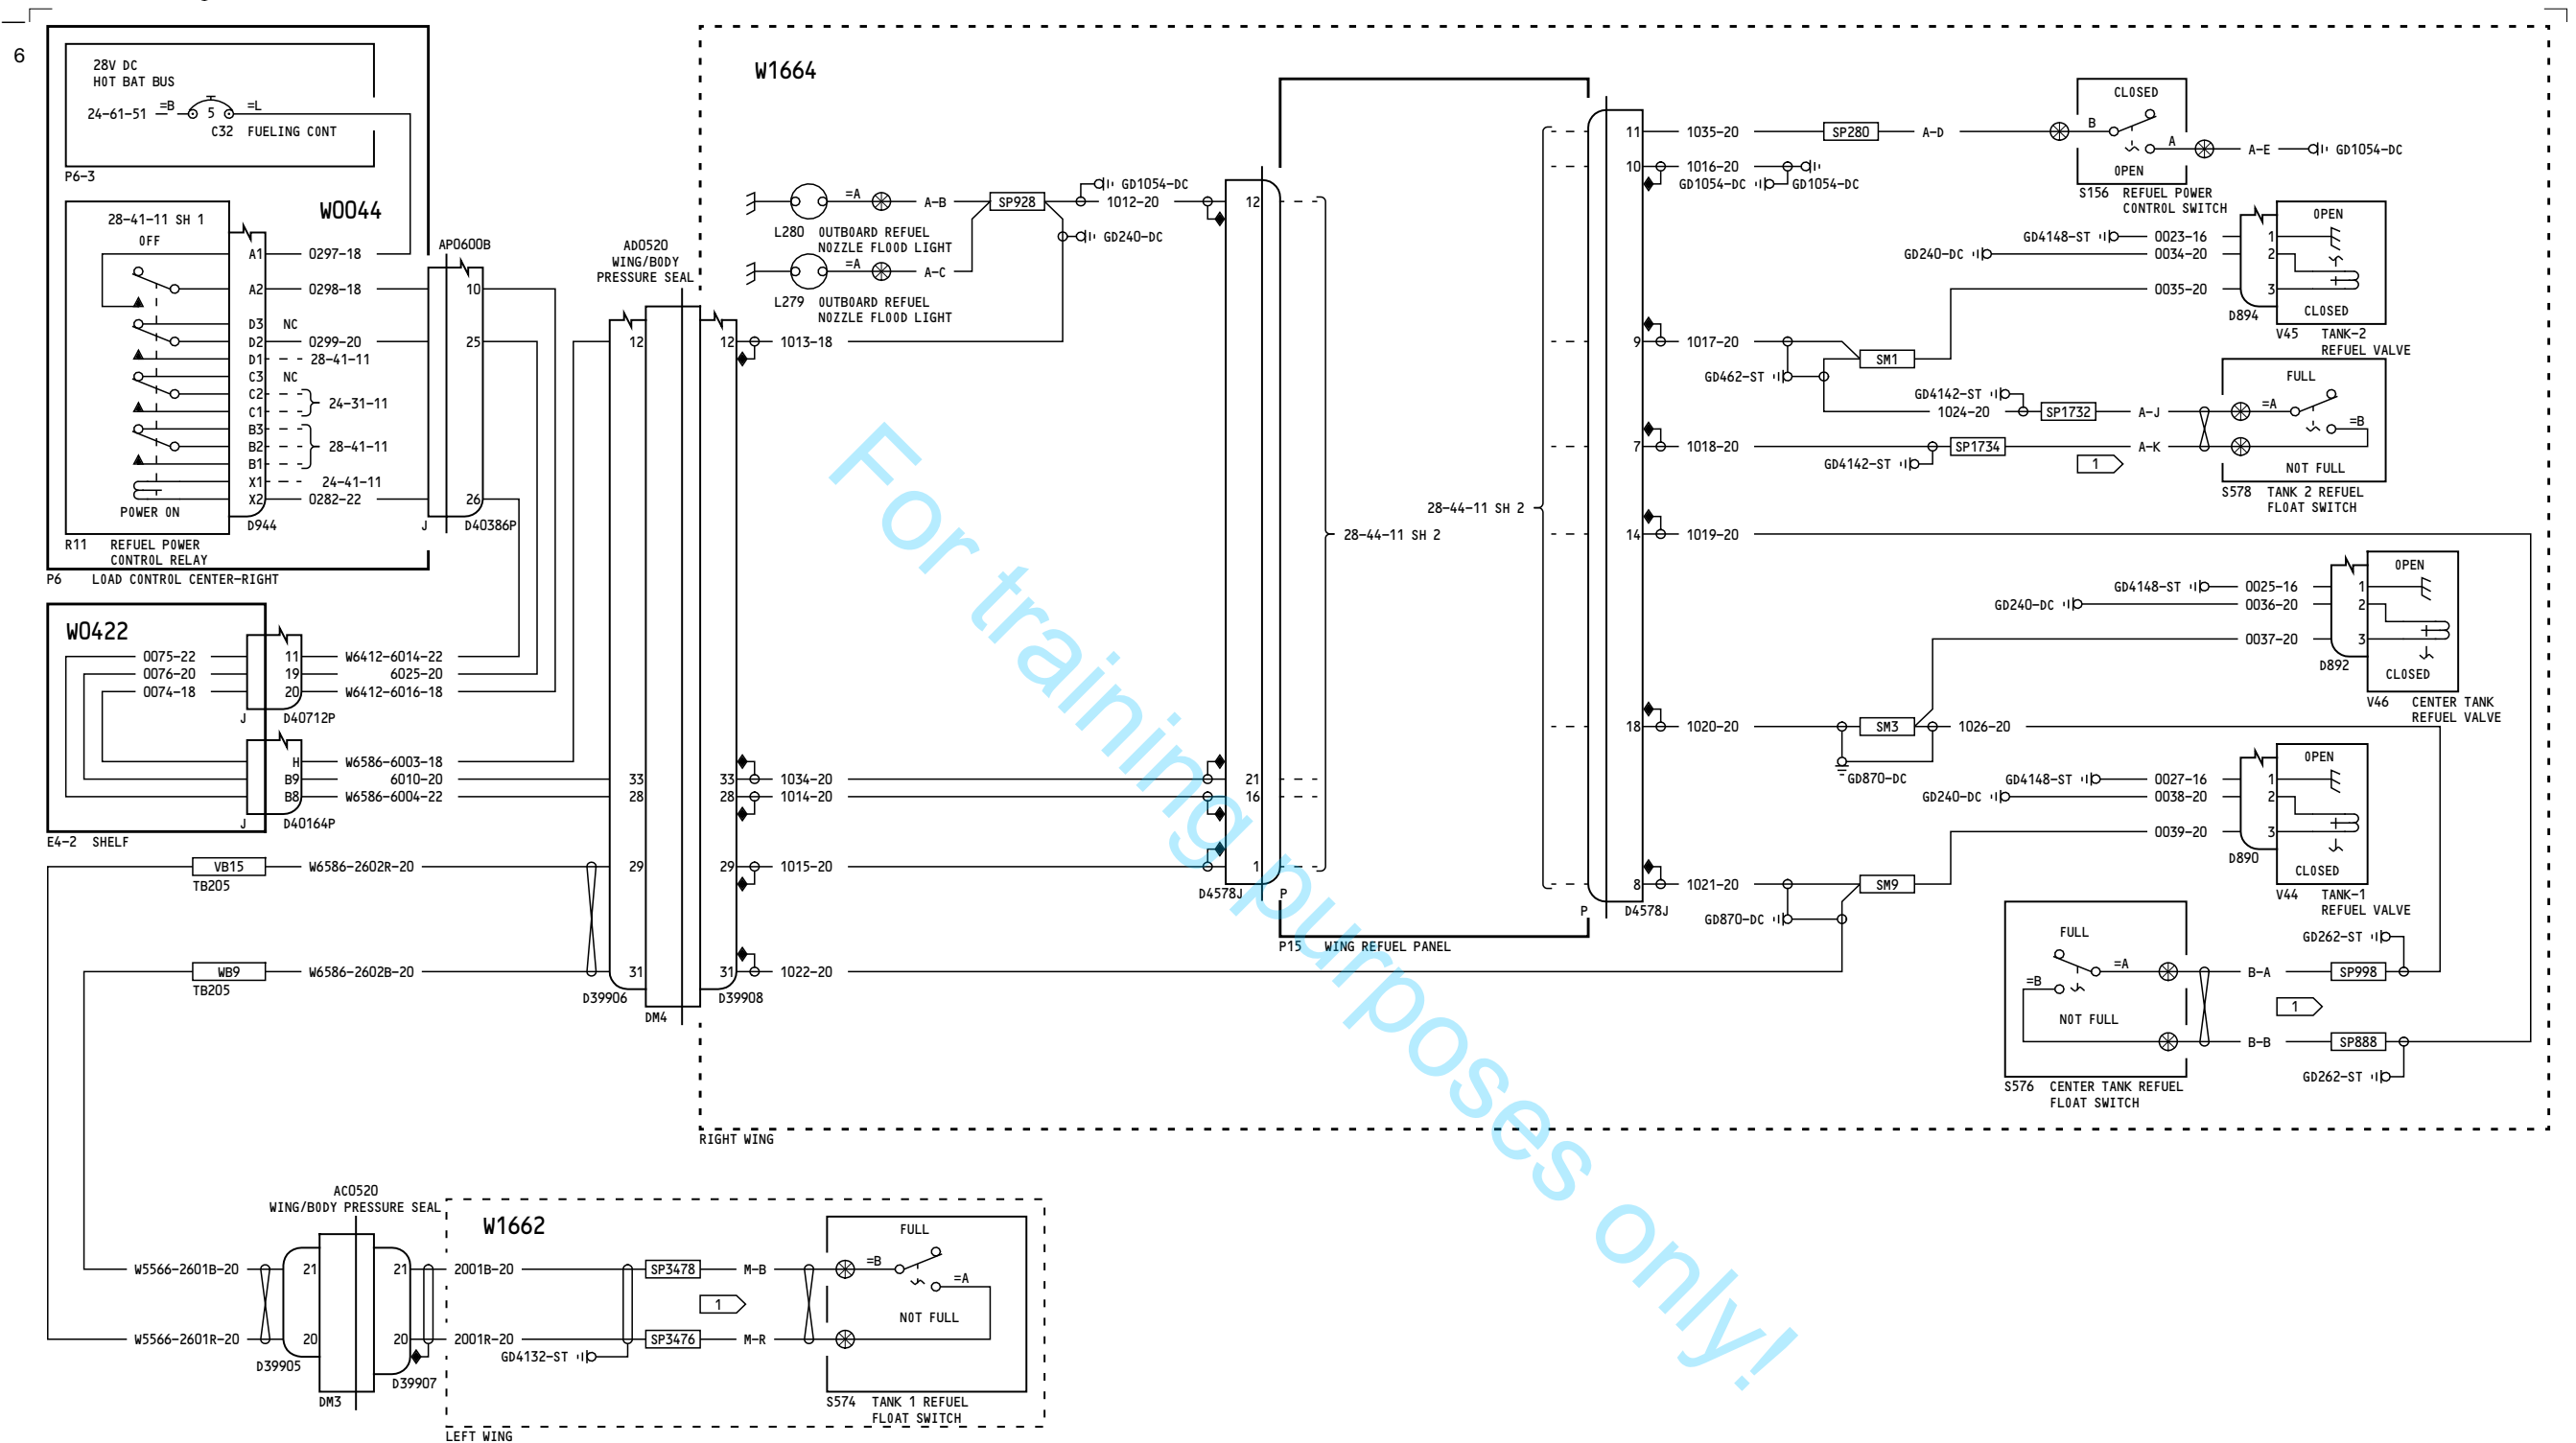 6
28V DC
HOT BAT BUS
24-61-51 =B 5 =L
C32 FUELING CONT
P6-3
W0044
28-41-11 SH 1
OFF
A1 0297-18
A2 0298-18
D3 NC
D2 0299-20
D1 28-41-11
C3 NC
C2
C1
24-31-11
B3
B2
B1
28-41-11
X1 24-41-11
X2 0282-22
POWER ON
D944
R11 REFUEL POWER
CONTROL RELAY
P6 LOAD CONTROL CENTER-RIGHT
AP0600B
10
25
26
J D40386P
W0422
0075-22 11 W6412-6014-22
0076-20 19 6025-20
0074-18 20 W6412-6016-18
J D40712P
H W6586-6003-18
B9 6010-20
B8 W6586-6004-22
J D40164P
E4-2 SHELF
VB15 W6586-2602R-20
TB205
WB9 W6586-2602B-20
TB205
AD0520
WING/BODY
PRESSURE SEAL
12 12 1013-18
33 33 1034-20 21
28 28 1014-20 16
29 29 1015-20 1
31 31 1022-20
D39906 D39908
DM4
W1664
L280 OUTBOARD REFUEL
NOZZLE FLOOD LIGHT
=A A-B SP928
GD1054-DC
1012-20 12
GD240-DC
=A A-C
L279 OUTBOARD REFUEL
NOZZLE FLOOD LIGHT
28-44-11 SH 2
28-44-11 SH 2
D4578J P
P15 WING REFUEL PANEL
P D4578J
11 1035-20 SP280 A-D B
CLOSED
A A-E GD1054-DC
OPEN
S156 REFUEL POWER
CONTROL SWITCH
10 1016-20
GD1054-DC GD1054-DC
GD4148-ST 0023-16 1
GD240-DC 0034-20 2
0035-20 3
OPEN
CLOSED
D894
V45 TANK-2
REFUEL VALVE
9 1017-20 SM1
GD462-ST
GD4142-ST
1024-20 SP1732 A-J =A
FULL
=B
7 1018-20 SP1734 A-K
GD4142-ST 1
NOT FULL
S578 TANK 2 REFUEL
FLOAT SWITCH
14 1019-20
GD4148-ST 0025-16 1
GD240-DC 0036-20 2
0037-20 3
OPEN
CLOSED
D892
V46 CENTER TANK
REFUEL VALVE
18 1020-20 SM3 1026-20
GD870-DC
GD4148-ST 0027-16 1
GD240-DC 0038-20 2
0039-20 3
OPEN
CLOSED
D890
V44 TANK-1
REFUEL VALVE
8 1021-20 SM9
GD870-DC
FULL
GD262-ST
=A B-A SP998
=B
1
NOT FULL
B-B SP888
GD262-ST
S576 CENTER TANK REFUEL
FLOAT SWITCH
RIGHT WING
AC0520
WING/BODY PRESSURE SEAL
W1662
W5566-2601B-20 21 21 2001B-20 SP3478 M-B =B
FULL
=A
1
NOT FULL
W5566-2601R-20 20 20 2001R-20 SP3476 M-R
GD4132-ST
D39905
D39907
DM3
S574 TANK 1 REFUEL
FLOAT SWITCH
LEFT WING
For training purposes only!